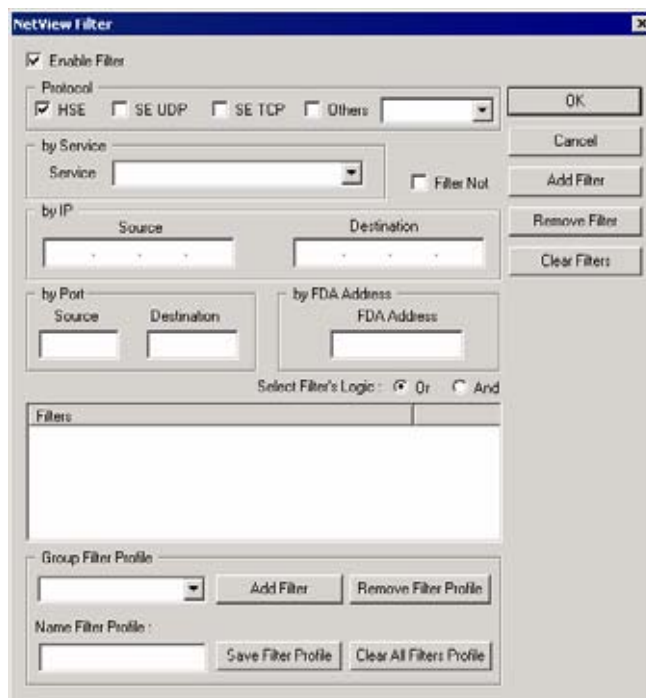 NetView Filter
Enable Filter
Protocol
HSE SE UDP SE TCP Others
OK
Cancel
by Service
Service
Filter Not
Add Filter
by IP
Source Destination
Remove Filter
Clear Filters
by Port by FDA Address
Source Destination FDA Address
Select Filter's Logic : Or And
Filters
Group Filter Profile
Add Filter Remove Filter Profile
Name Filter Profile :
Save Filter Profile Clear All Filters Profile